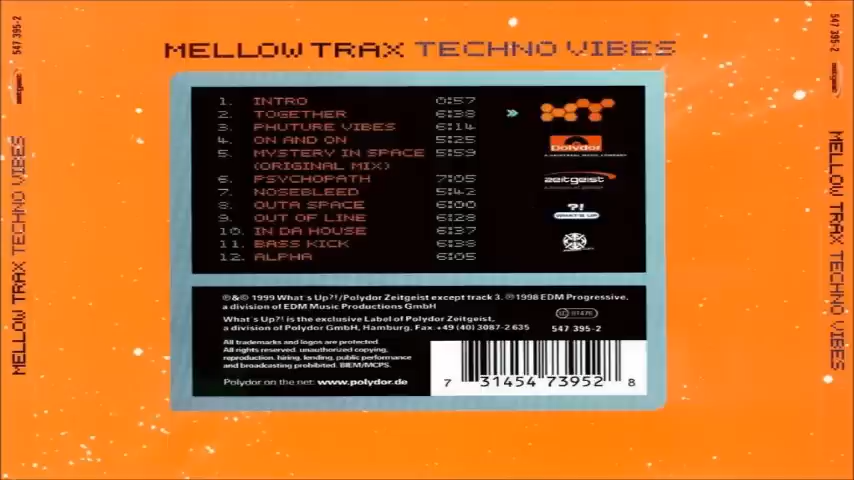 MELLOW TRAX TECHNO VIBES
1. INTRO 0:57
2. TOGETHER 6:38
3. PHUTURE VIBES 6:14
4. ON AND ON 5:25
5. MYSTERY IN SPACE 5:59
(ORIGINAL MIX)
6. PSYCHOPATH 7:05
7. NOSEBLEED 5:42
8. OUTA SPACE 6:00
9. OUT OF LINE 6:28
10. IN DA HOUSE 6:37
11. BASS KICK 6:38
12. ALPHA 6:05
»
Polydor
zeitgeist
?!
WHAT'S UP
℗&© 1999 What's Up?!/Polydor Zeitgeist except track 3. ℗1998 EDM Progressive,
a division of EDM Music Productions GmbH
What's Up?! is the exclusive Label of Polydor Zeitgeist,
a division of Polydor GmbH, Hamburg, Fax:+49 (40) 3087-2 635
547 395-2
All trademarks and logos are protected.
All rights reserved. unauthorized copying,
reproduction. hiring, lending, public performance
and broadcasting prohibited. BIEM/MCPS.
Polydor on the net: www.polydor.de
7 31454 73952 8
MELLOW TRAX TECHNO VIBES
547 395-2
MELLOW TRAX TECHNO VIBES
547 395-2